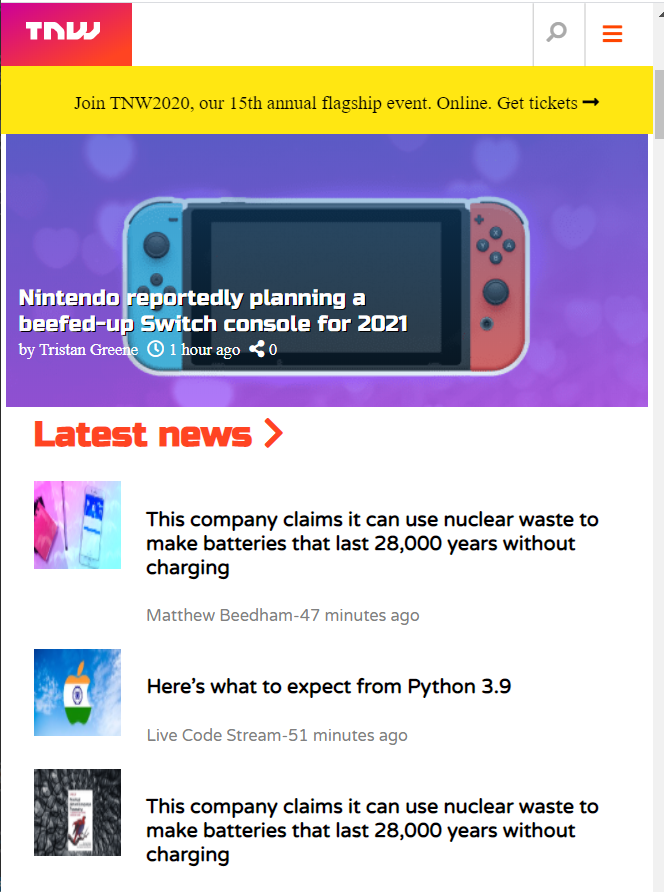 TNW
Join TNW2020, our 15th annual flagship event. Online. Get tickets →
X
Y
A
B
Nintendo reportedly planning a
beefed-up Switch console for 2021
by Tristan Greene 1 hour ago 0
Latest news >
This company claims it can use nuclear waste to
make batteries that last 28,000 years without
charging
Matthew Beedham-47 minutes ago
Here's what to expect from Python 3.9
Live Code Stream-51 minutes ago
This company claims it can use nuclear waste to
make batteries that last 28,000 years without
charging